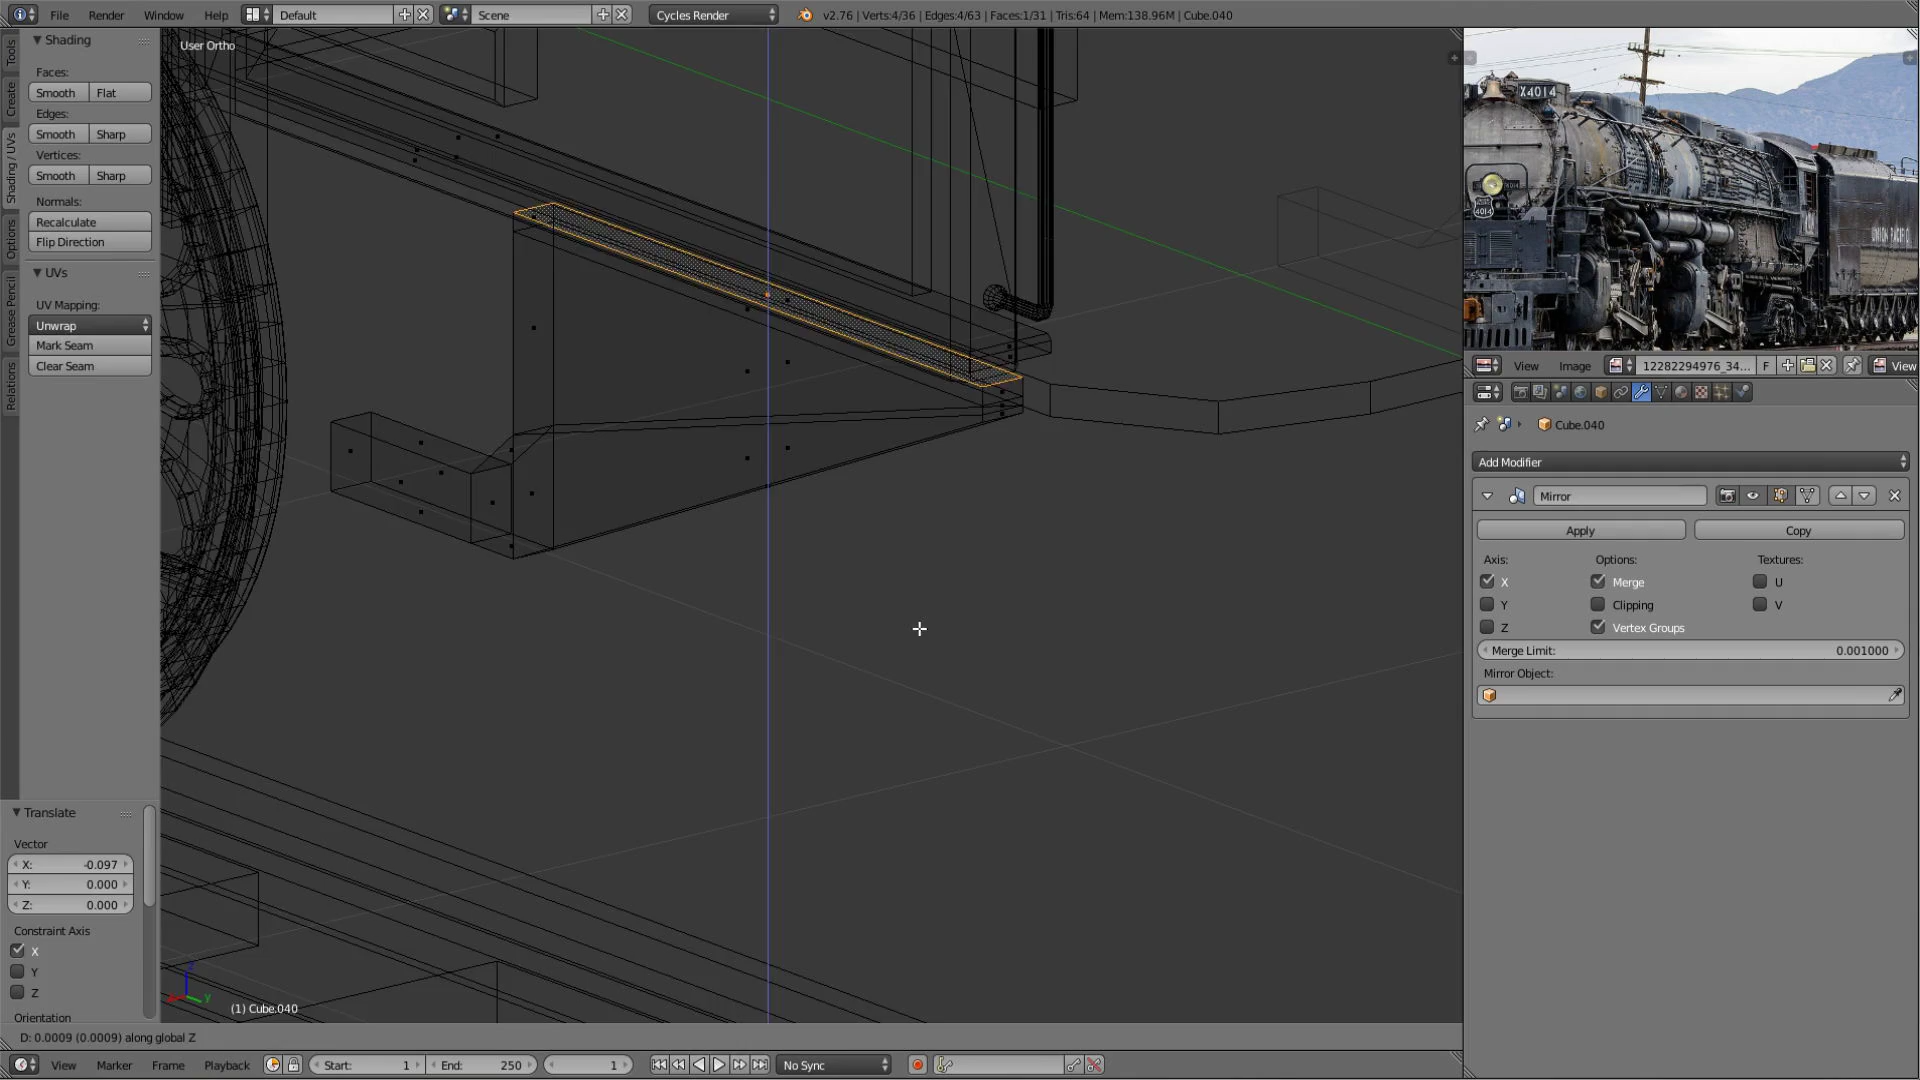 File Render Window Help Default Scene Cycles Render v2.76 | Verts:4/36 | Edges:4/63 | Faces:1/31 | Tris:64 | Mem:138.96M | Cube.040
User Ortho
Tools
Create
Shading / UVs
Options
Grease Pencil
Relations
Shading
Faces:
Smooth Flat
Edges:
Smooth Sharp
Vertices:
Smooth Sharp
Normals:
Recalculate
Flip Direction
UVs
UV Mapping:
Unwrap
Mark Seam
Clear Seam
Translate
Vector
X: -0.097
Y: 0.000
Z: 0.000
Constraint Axis
X
Y
Z
Orientation
y
(1) Cube.040
D: 0.0009 (0.0009) along global Z
View Marker Frame Playback Start: 1 End: 250 1 No Sync
X4014
4014
UNION PACIFIC
View Image 12282294976_34... F View
Cube.040
Add Modifier
Mirror
Apply Copy
Axis: Options: Textures:
X Merge U
Y Clipping V
Z Vertex Groups
Merge Limit: 0.001000
Mirror Object: